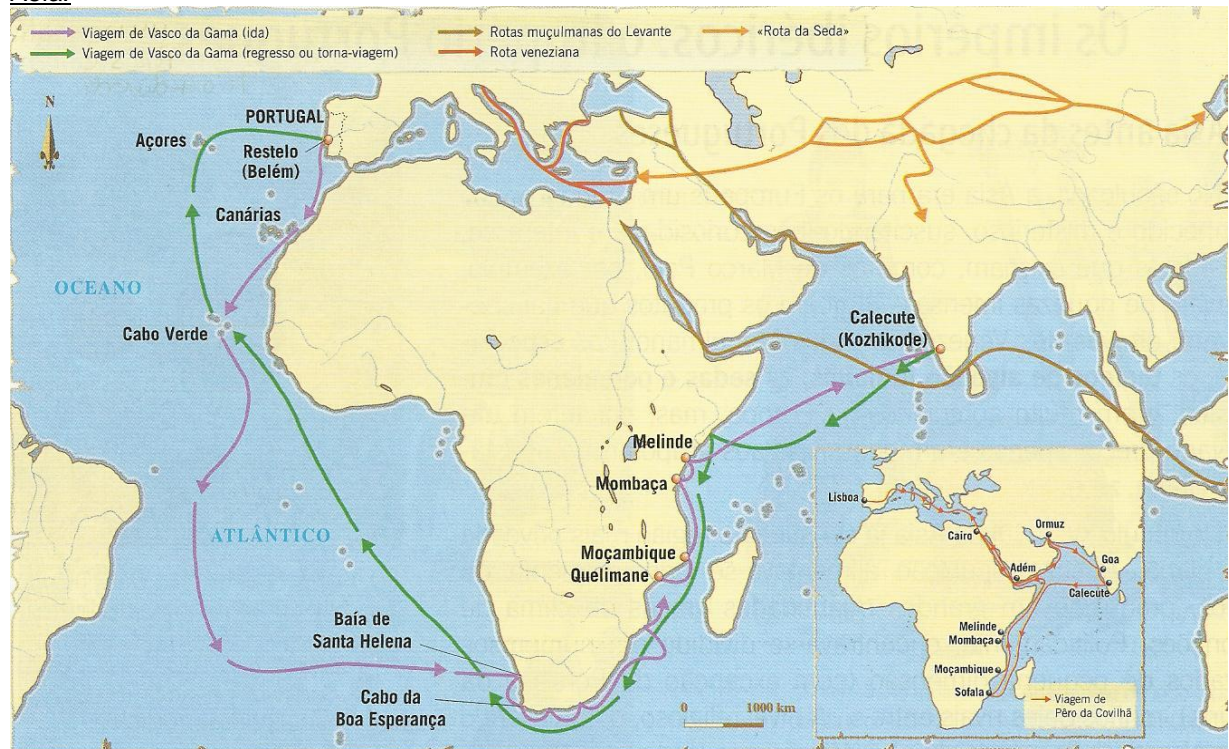 Viagem de Vasco da Gama (ida)
Viagem de Vasco da Gama (regresso ou torna-viagem)
Rotas muçulmanas do Levante
Rota veneziana
«Rota da Seda»
N
PORTUGAL
Açores
Restelo
(Belém)
Canárias
OCEANO
Cabo Verde
Calecute
(Kozhikode)
Melinde
Mombaça
ATLÂNTICO
Moçambique
Quelimane
Baía de
Santa Helena
Cabo da
Boa Esperança
0 1000 km
Lisboa
Cairo
Ormuz
Goa
Adém
Calecute
Melinde
Mombaça
Moçambique
Sofala
Viagem de
Pêro da Covilhã